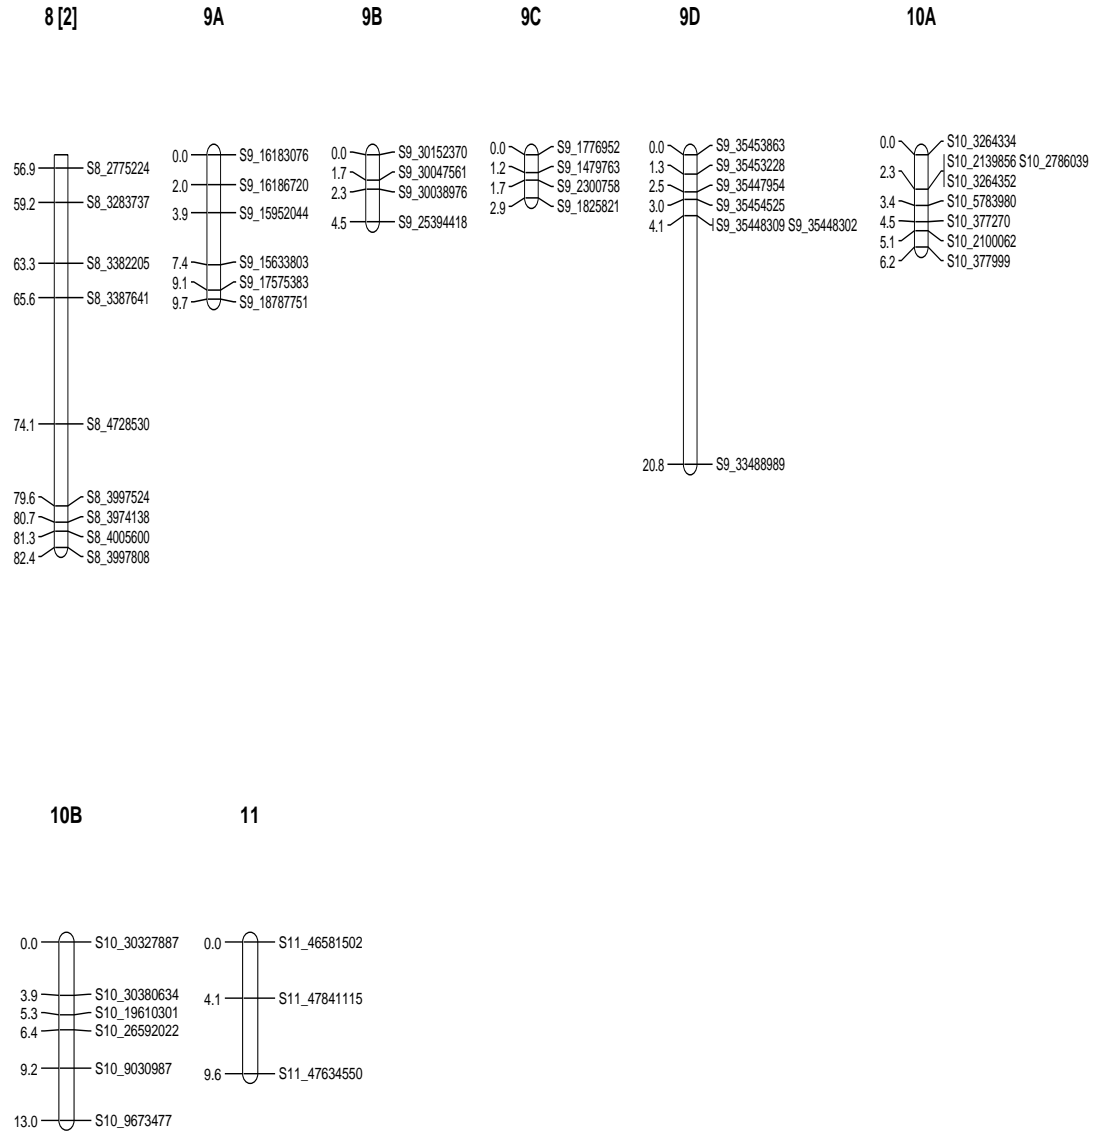 8 [2]
9A
9B
9C
9D
10A
56.9 S8_2775224
59.2 S8_3283737
63.3 S8_3382205
65.6 S8_3387641
74.1 S8_4728530
79.6 S8_3997524
80.7 S8_3974138
81.3 S8_4005600
82.4 S8_3997808
0.0 S9_16183076
2.0 S9_16186720
3.9 S9_15952044
7.4 S9_15633803
9.1 S9_17575383
9.7 S9_18787751
0.0 S9_30152370
1.7 S9_30047561
2.3 S9_30038976
4.5 S9_25394418
0.0 S9_1776952
1.2 S9_1479763
1.7 S9_2300758
2.9 S9_1825821
0.0 S9_35453863
1.3 S9_35453228
2.5 S9_35447954
3.0 S9_35454525
4.1 S9_35448309 S9_35448302
20.8 S9_33488989
0.0 S10_3264334
S10_2139856 S10_2786039
2.3 S10_3264352
3.4 S10_5783980
4.5 S10_377270
5.1 S10_2100062
6.2 S10_377999
10B
11
0.0 S10_30327887
3.9 S10_30380634
5.3 S10_19610301
6.4 S10_26592022
9.2 S10_9030987
13.0 S10_9673477
0.0 S11_46581502
4.1 S11_47841115
9.6 S11_47634550